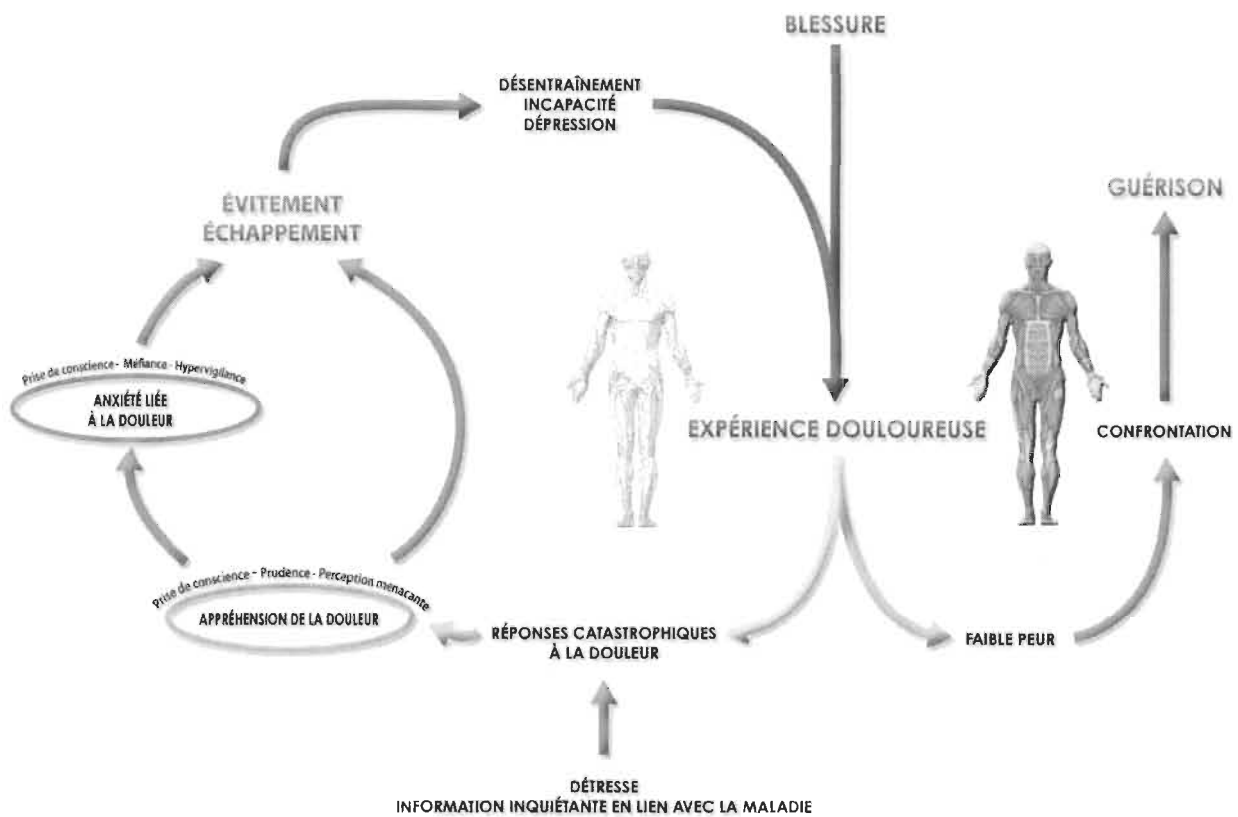 BLESSURE
DÉSENTRAÎNEMENT
INCAPACITÉ
DÉPRESSION
GUÉRISON
ÉVITEMENT
ÉCHAPPEMENT
Prise de conscience - Méfiance - Hypervigilance
ANXIÉTÉ LIÉE
À LA DOULEUR
EXPÉRIENCE DOULOUREUSE
CONFRONTATION
Prise de conscience - Prudence - Perception menacante
APPRÉHENSION DE LA DOULEUR
RÉPONSES CATASTROPHIQUES
À LA DOULEUR
FAIBLE PEUR
DÉTRESSE
INFORMATION INQUIÉTANTE EN LIEN AVEC LA MALADIE